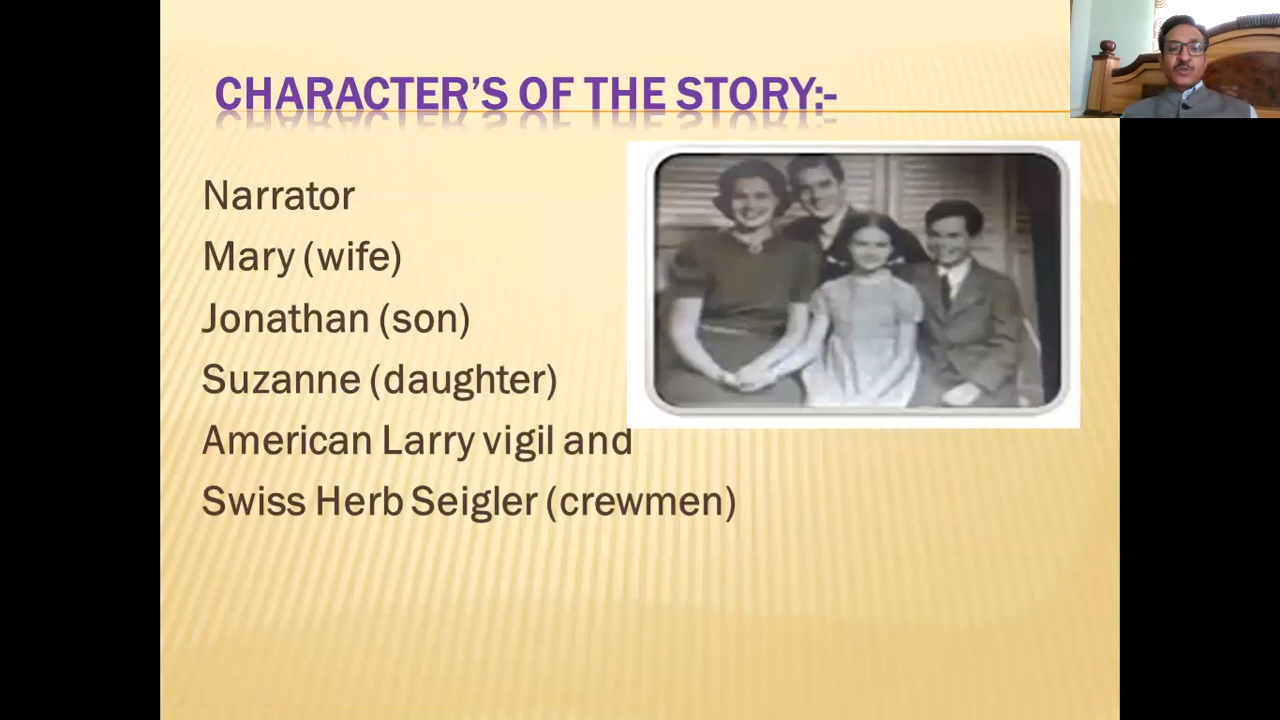 CHARACTER'S OF THE STORY:-
Narrator
Mary (wife)
Jonathan (son)
Suzanne (daughter)
American Larry vigil and
Swiss Herb Seigler (crewmen)